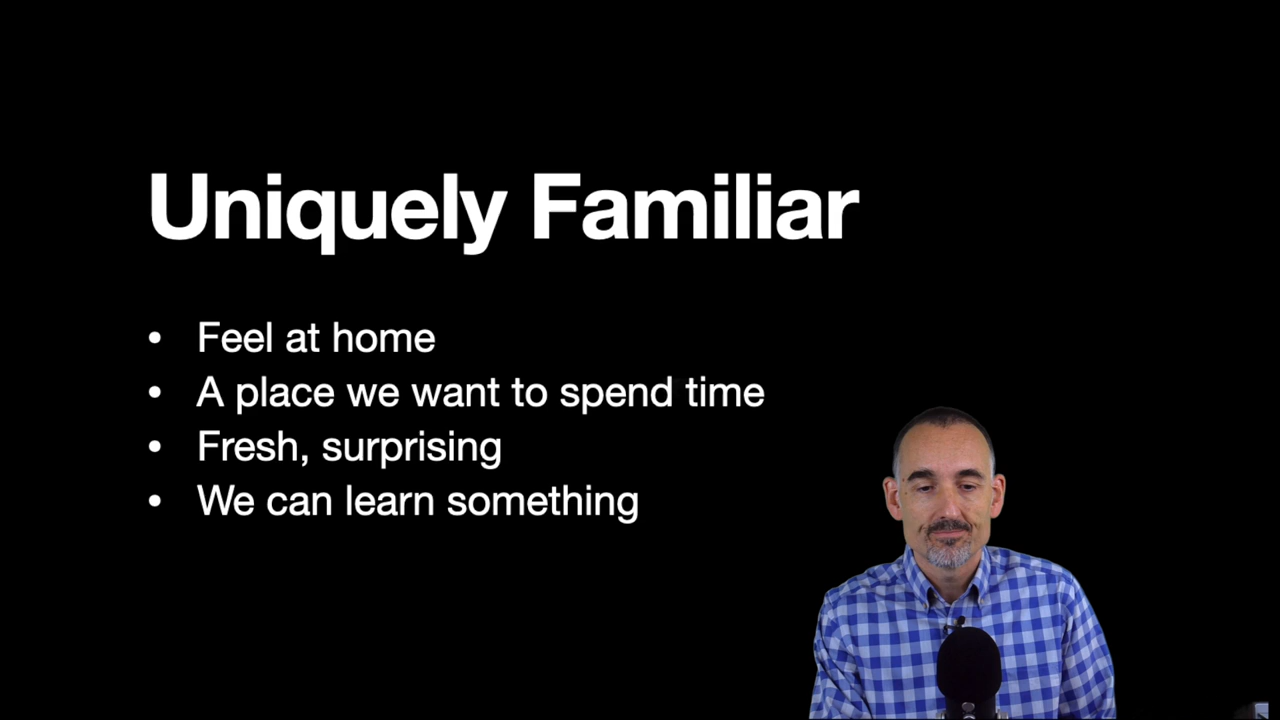 Uniquely Familiar
• Feel at home
• A place we want to spend time
• Fresh, surprising
• We can learn something